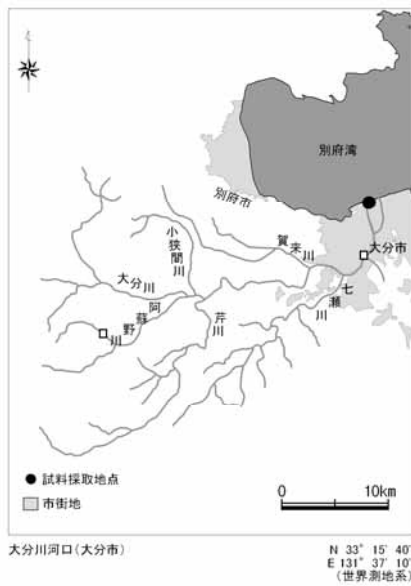 別府湾
別府市
大分市
賀来川
小狭間川
大分川
七瀬川
阿蘇野川
芹川
試料採取地点
市街地
0 10km
大分川河口(大分市)
N 33° 15′ 40″
E 131° 37′ 10″
(世界測地系)